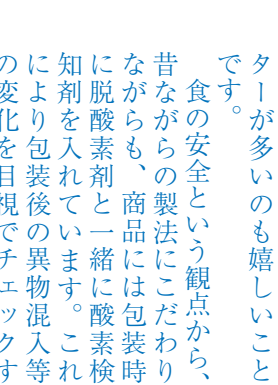 ターが多いのも嬉しいこと
です。
食の安全という観点から、
昔ながらの製法にこだわり
ながらも、商品には包装時
に脱酸素剤と一緒に酸素検
知剤を入れています。これ
により包装後の異物混入等
の変化を目視でチェックす